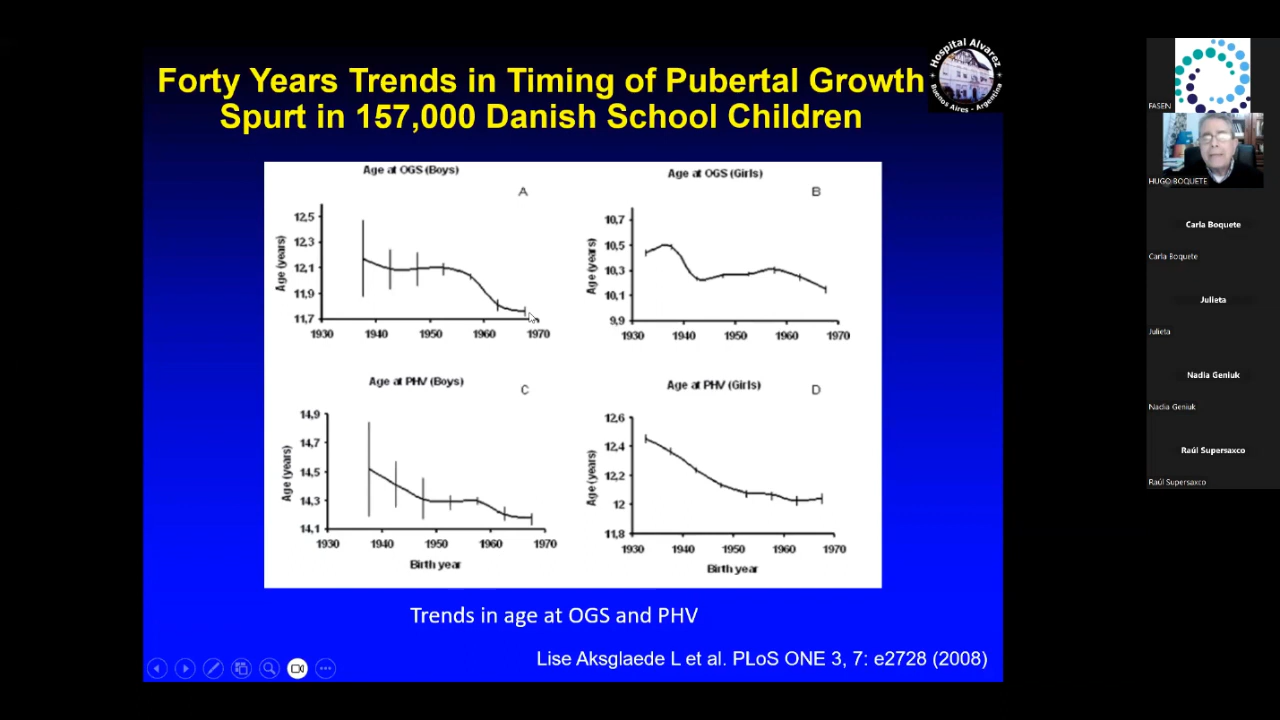 Forty Years Trends in Timing of Pubertal Growth
Spurt in 157,000 Danish School Children
Hospital Alvarez
Buenos Aires - Argentina
Age at OGS (Boys)
A
Age (years)
12,5
12,3
12,1
11,9
11,7
1930 1940 1950 1960 1970
Age at OGS (Girls)
B
Age (years)
10,7
10,5
10,3
10,1
9,9
1930 1940 1950 1960 1970
Age at PHV (Boys)
C
Age (years)
14,9
14,7
14,5
14,3
14,1
1930 1940 1950 1960 1970
Birth year
Age at PHV (Girls)
D
Age (years)
12,6
12,4
12,2
12
11,8
1930 1940 1950 1960 1970
Birth year
Trends in age at OGS and PHV
Lise Aksglaede L et al. PLoS ONE 3, 7: e2728 (2008)
FASEN
HUGO BOQUETE
Carla Boquete
Carla Boquete
Julieta
Julieta
Nadia Geniuk
Nadia Geniuk
Raúl Supersaxco
Raúl Supersaxco